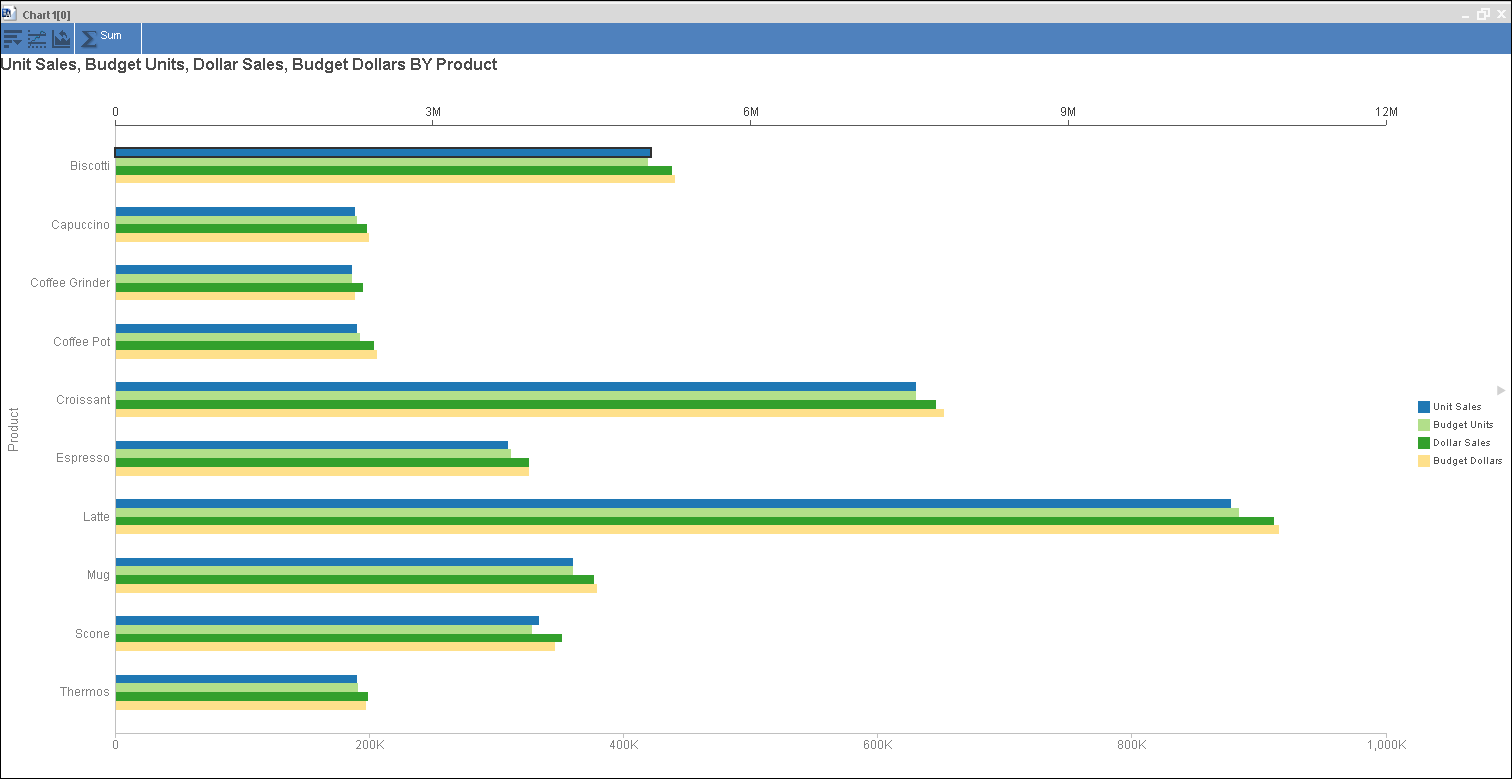 Chart1[0]
Sum
Unit Sales, Budget Units, Dollar Sales, Budget Dollars BY Product
0 3M 6M 9M 12M
Biscotti
Capuccino
Coffee Grinder
Coffee Pot
Croissant
Espresso
Latte
Mug
Scone
Thermos
Product
0 200K 400K 600K 800K 1,000K
Unit Sales
Budget Units
Dollar Sales
Budget Dollars